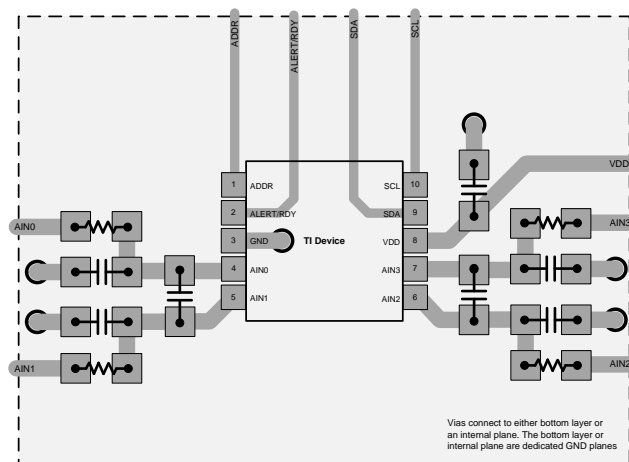 ADDR
ALERT/RDY
SDA
SCL
VDD
1 ADDR
SCL 10
2 ALERT/RDY
SDA 9
3 GND
TI Device
VDD 8
4 AIN0
AIN3 7
5 AIN1
AIN2 6
AIN0
AIN3
AIN1
AIN2
Vias connect to either bottom layer or
an internal plane. The bottom layer or
internal plane are dedicated GND planes